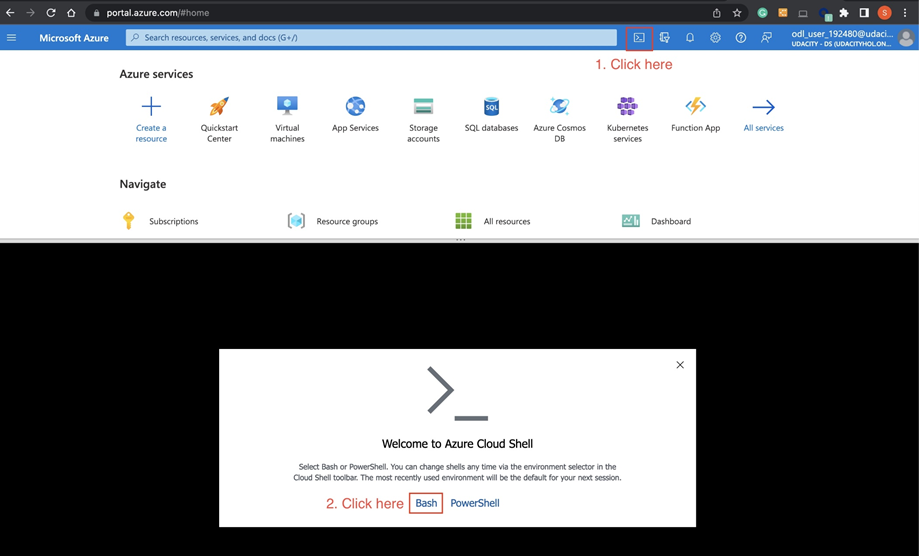 portal.azure.com/#home
S
Microsoft Azure
Search resources, services, and docs (G+/)
odl_user_192480@udaci...
UDACITY - DS (UDACITYHOL.ON...
1. Click here
Azure services
Create a
resource
Quickstart
Center
Virtual
machines
App Services
Storage
accounts
SQL
SQL databases
Azure Cosmos
DB
Kubernetes
services
Function App
All services
Navigate
Subscriptions
Resource groups
All resources
Dashboard
Welcome to Azure Cloud Shell
Select Bash or PowerShell. You can change shells any time via the environment selector in the
Cloud Shell toolbar. The most recently used environment will be the default for your next session.
2. Click here Bash PowerShell